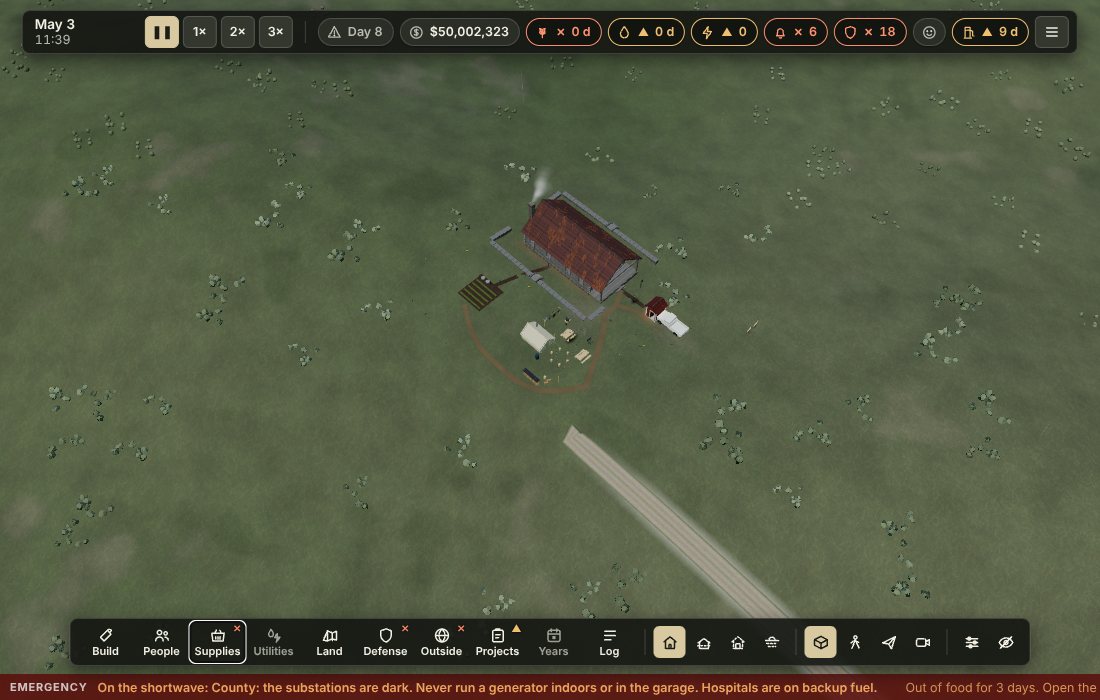 May 3
11:39
1×
2×
3×
Day 8
$50,002,323
× 0 d
0 d
0
× 6
× 18
9 d
Build
People
Supplies
Utilities
Land
Defense
Outside
Projects
Years
Log
EMERGENCY On the shortwave: County: the substations are dark. Never run a generator indoors or in the garage. Hospitals are on backup fuel. Out of food for 3 days. Open the